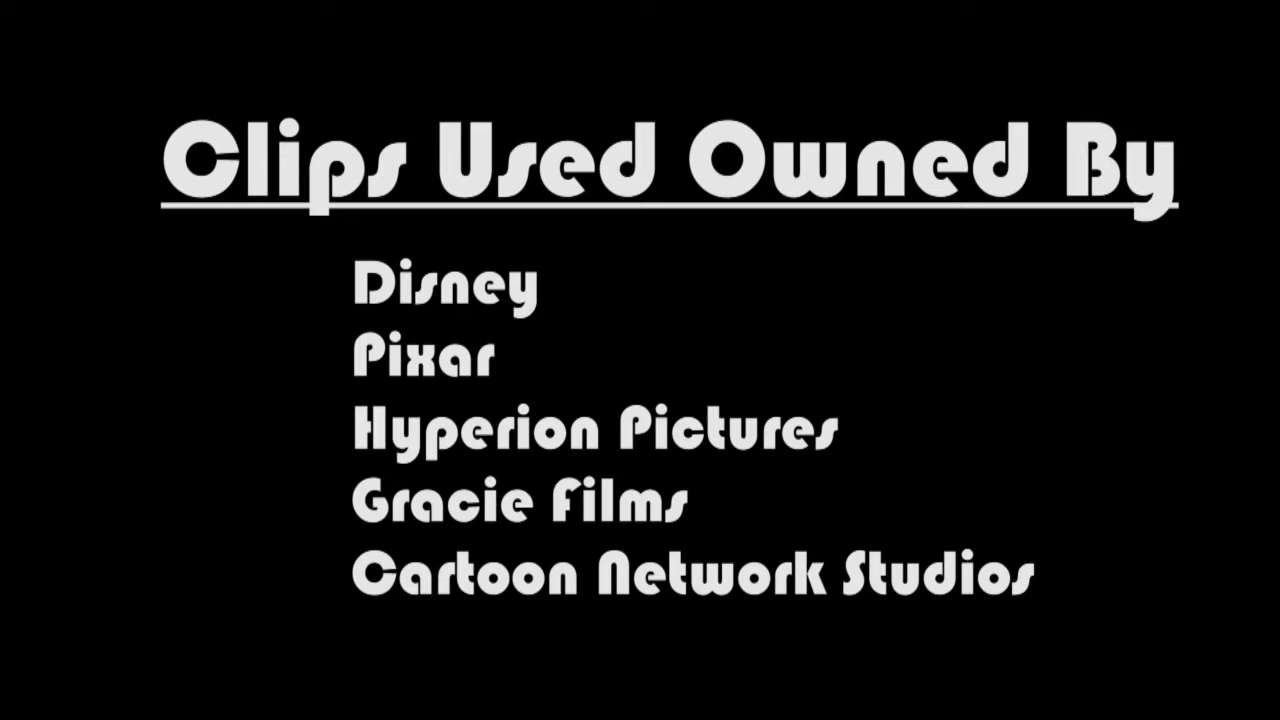 Clips Used Owned By
Disney
Pixar
Hyperion Pictures
Gracie Films
Cartoon Network Studios